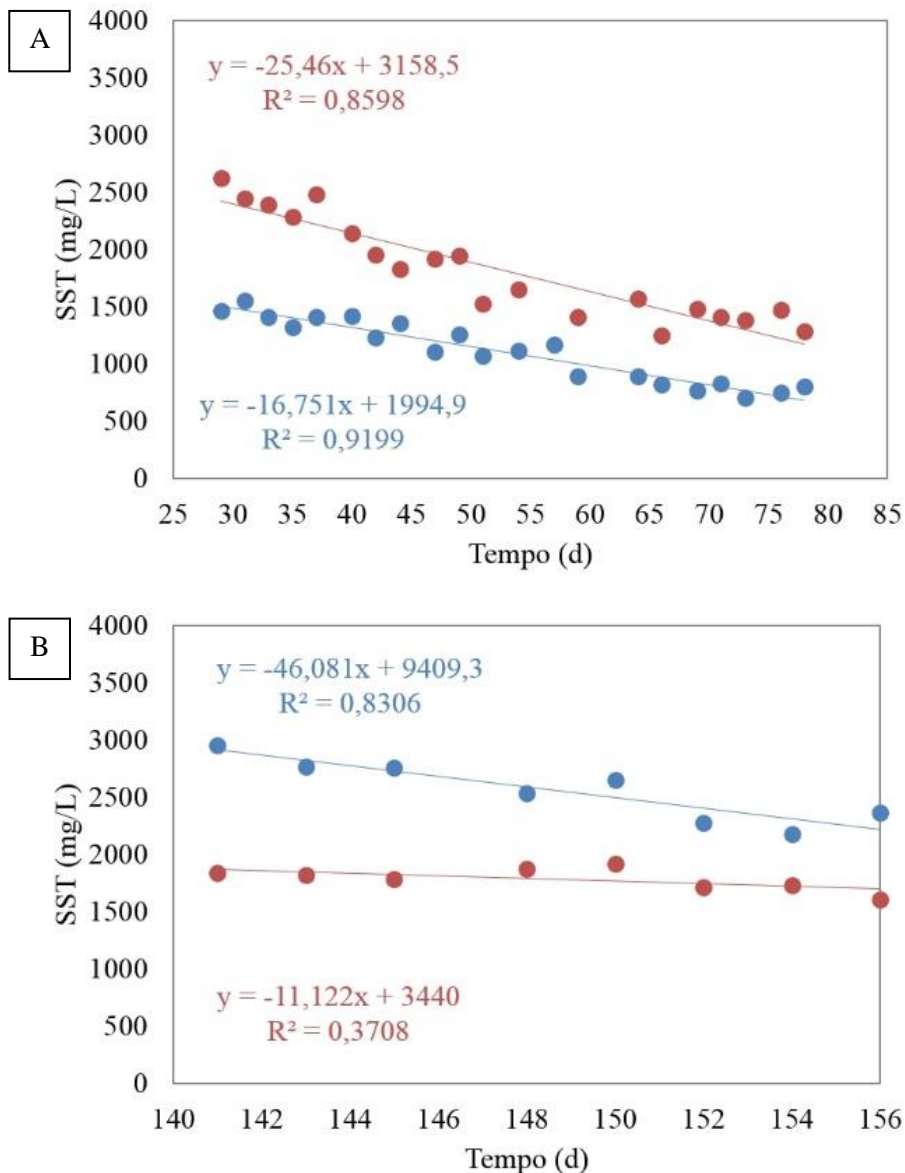 A
4000
3500
3000
2500
2000
1500
1000
500
0
SST (mg/L)
y = -25,46x + 3158,5
R² = 0,8598
y = -16,751x + 1994,9
R² = 0,9199
25 30 35 40 45 50 55 60 65 70 75 80 85
Tempo (d)
B
4000
3500
3000
2500
2000
1500
1000
500
0
SST (mg/L)
y = -46,081x + 9409,3
R² = 0,8306
y = -11,122x + 3440
R² = 0,3708
140 142 144 146 148 150 152 154 156
Tempo (d)